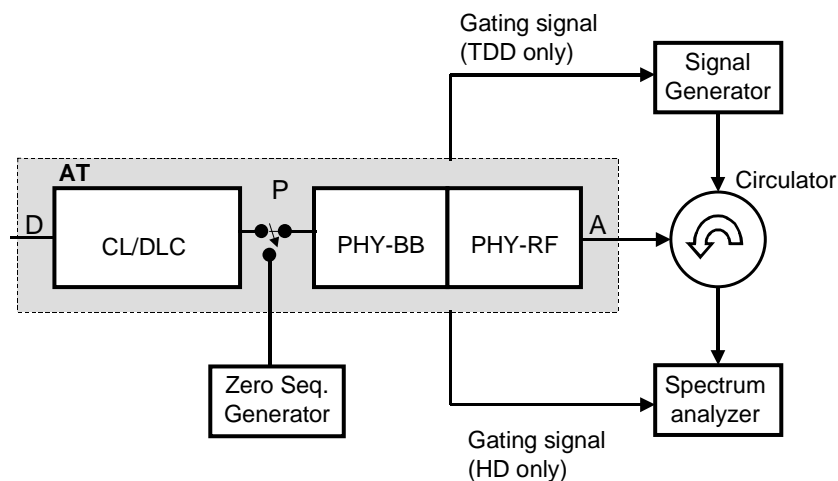 Gating signal
(TDD only)
Signal
Generator
AT
P
Circulator
D
CL/DLC
PHY-BB
PHY-RF
A
Zero Seq.
Generator
Spectrum
analyzer
Gating signal
(HD only)